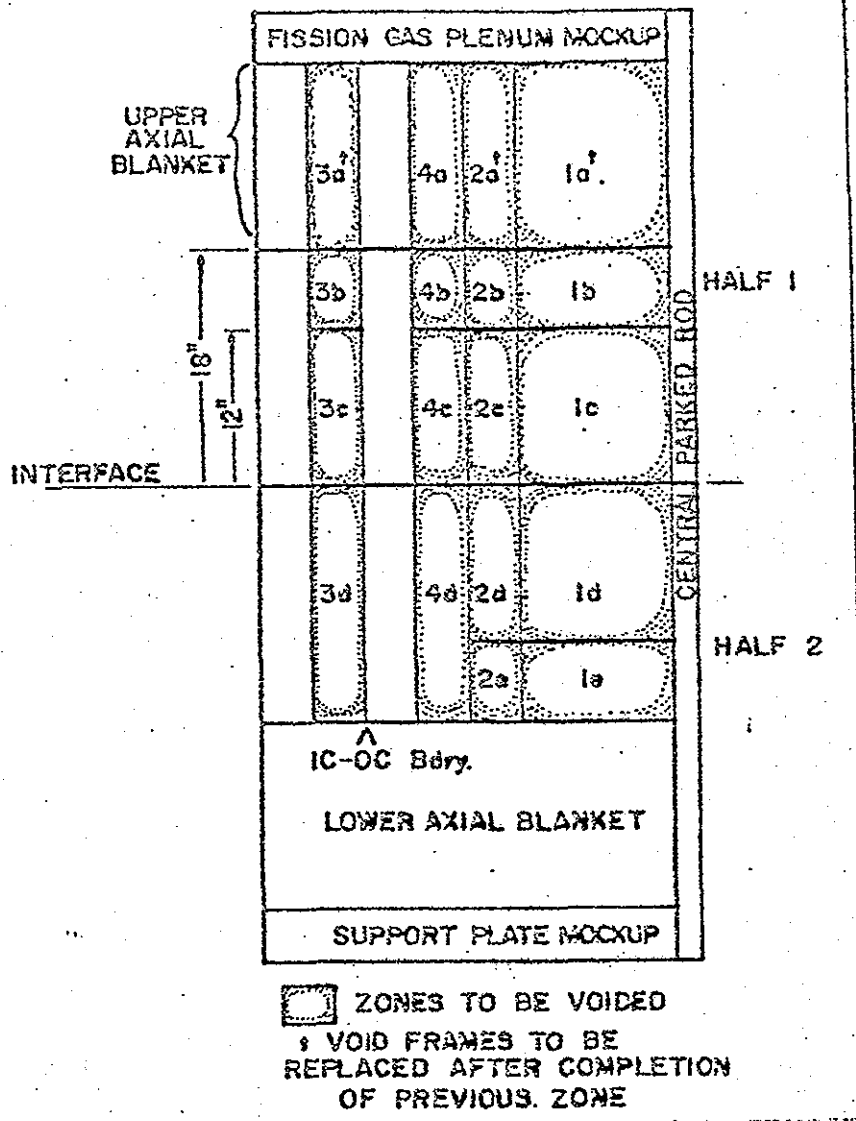 FISSION GAS PLENUM MOCKUP
UPPER
AXIAL
BLANKET
3a†
4a
2a†
1a†.
3b
4b
2b
1b
HALF 1
18"
12"
3c
4c
2c
1c
CENTRAL PARKED ROD
INTERFACE
3d
4d
2d
1d
HALF 2
2e
1e
IC-OC Bdry.
LOWER AXIAL BLANKET
SUPPORT PLATE MOCKUP
ZONES TO BE VOIDED
† VOID FRAMES TO BE
REPLACED AFTER COMPLETION
OF PREVIOUS. ZONE